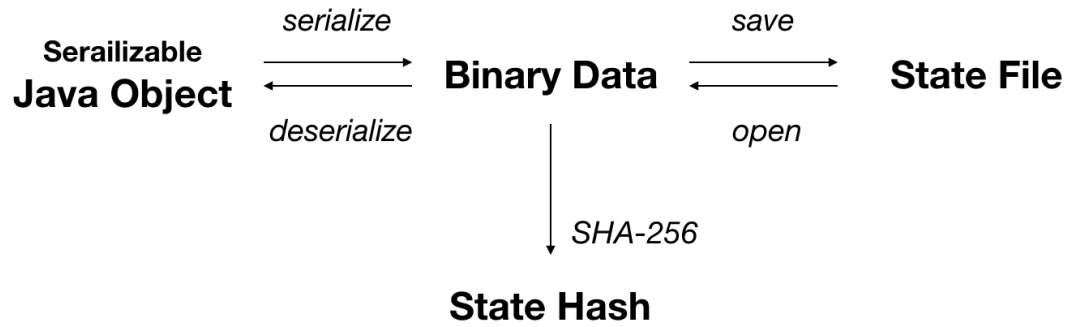 serialize
save
Serailizable
Java Object
Binary Data
State File
deserialize
open
SHA-256
State Hash